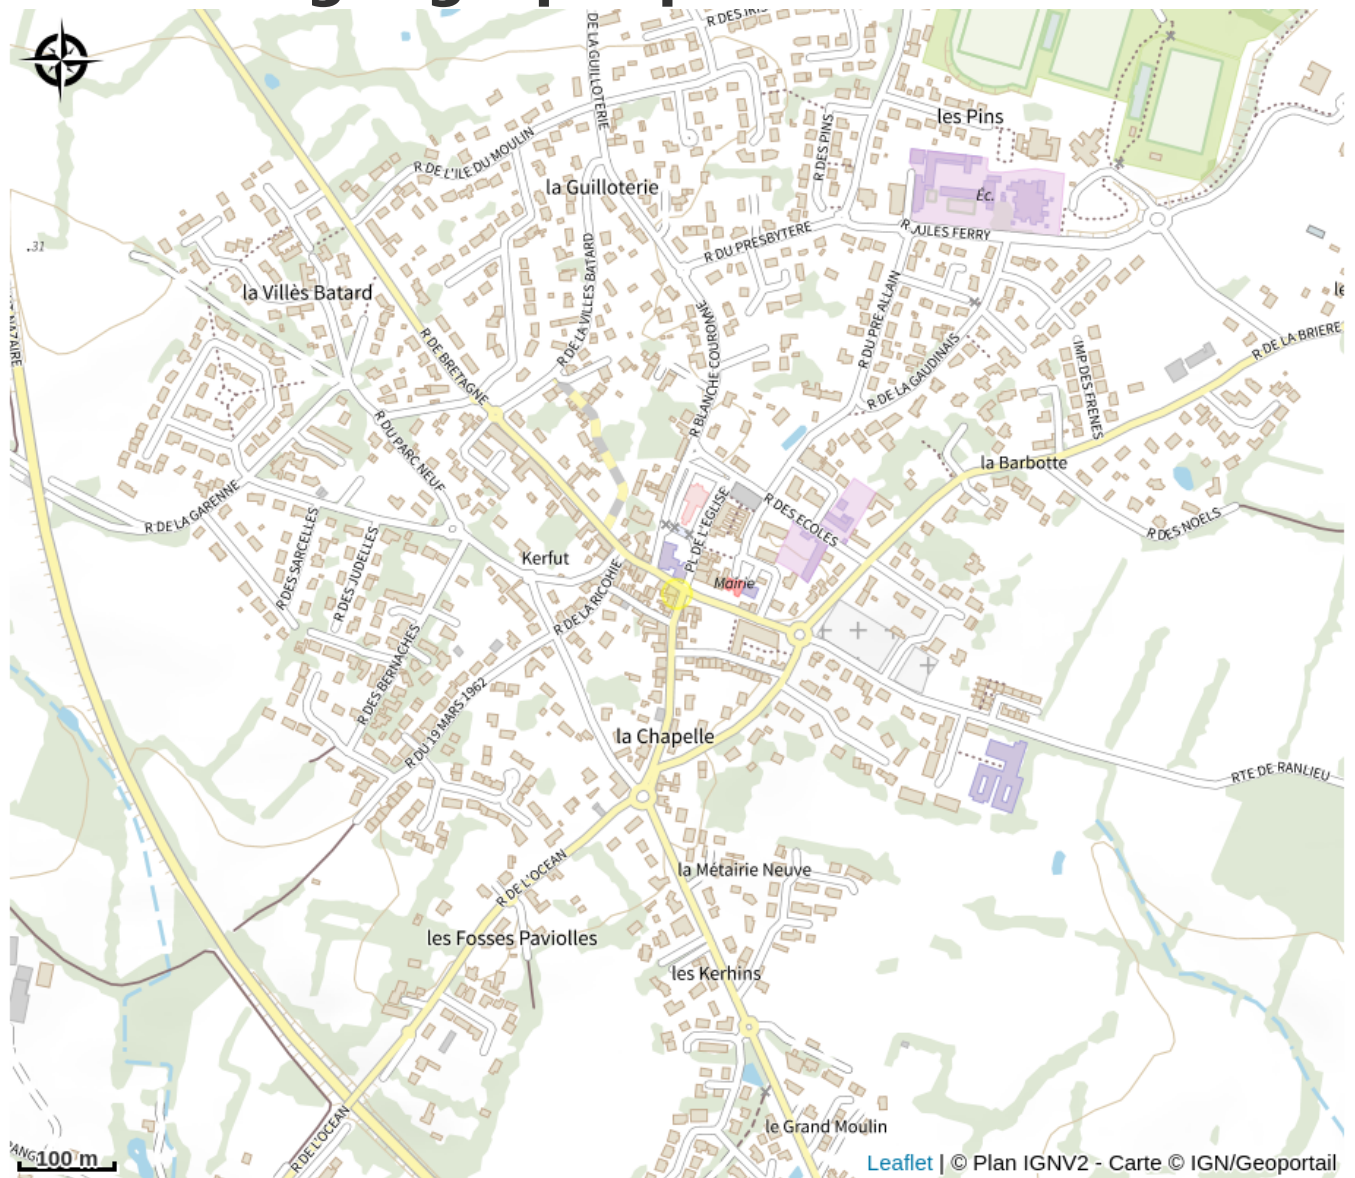 R DES IRIS
DE LA GUILLOTERIE
les Pins
R DE L'ILE DU MOULIN
R DES PINS
la Guilloterie
Éc.
R JULES FERRY
R DU PRESBYTERE
31
la Villès Batard
R DE LA VILLES BATARD
R DU PRE ALLAIN
NAZAIRE
R DE BRETAGNE
R BLANCHE COURONNE
R DE LA GAUDINAIS
IMP DES FRENES
R DE LA BRIERE
le
R DU PARC NEUF
la Barbotte
R DE LA GARENNE
PL DE L'EGLISE
R DES ECOLES
R DES NOELS
R DES SARCELLES
R DES JUDELLES
Kerfut
Mairie
R DE LA RICOHIE
R DES BERNACHES
R DU 19 MARS 1962
la Chapelle
RTE DE RANLIEU
R DE L'OCEAN
la Métairie Neuve
les Fosses Paviolles
les Kerhins
R DE L'OCEAN
le Grand Moulin
100 m
Leaflet | © Plan IGNV2 - Carte © IGN/Geoportail